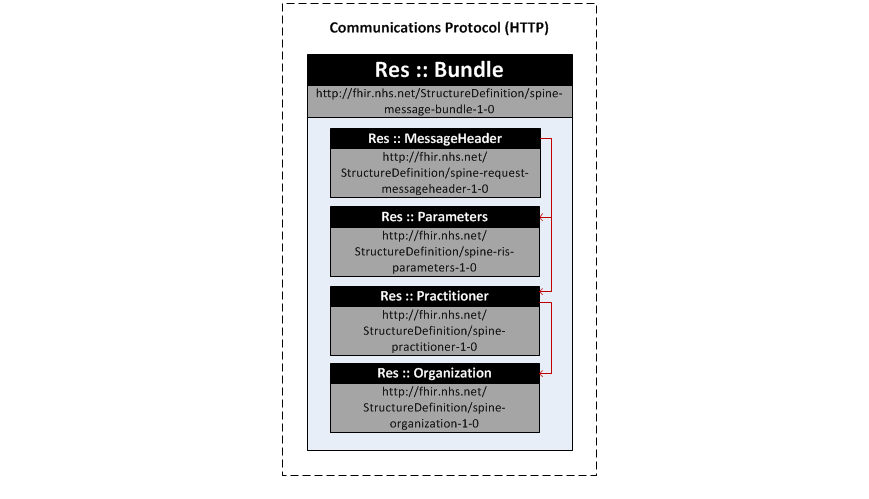 Communications Protocol (HTTP)
Res :: Bundle
http://fhir.nhs.net/StructureDefinition/spine-
message-bundle-1-0
Res :: MessageHeader
http://fhir.nhs.net/
StructureDefinition/spine-request-
messageheader-1-0
Res :: Parameters
http://fhir.nhs.net/
StructureDefinition/spine-ris-
parameters-1-0
Res :: Practitioner
http://fhir.nhs.net/
StructureDefinition/spine-
practitioner-1-0
Res :: Organization
http://fhir.nhs.net/
StructureDefinition/spine-
organization-1-0